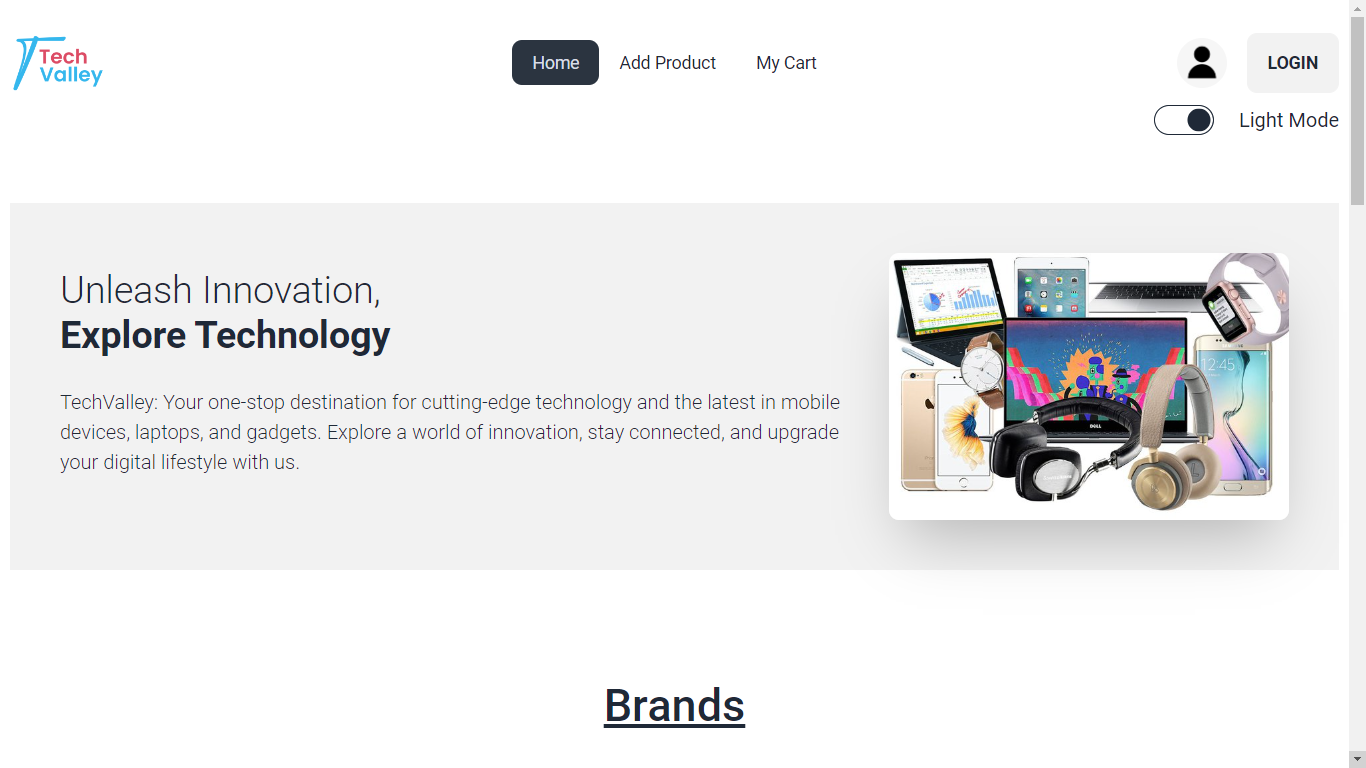 Tech
Valley
Home
Add Product
My Cart
LOGIN
Light Mode
Unleash Innovation,
Explore Technology
TechValley: Your one-stop destination for cutting-edge technology and the latest in mobile
devices, laptops, and gadgets. Explore a world of innovation, stay connected, and upgrade
your digital lifestyle with us.
12:45
DELL
Brands